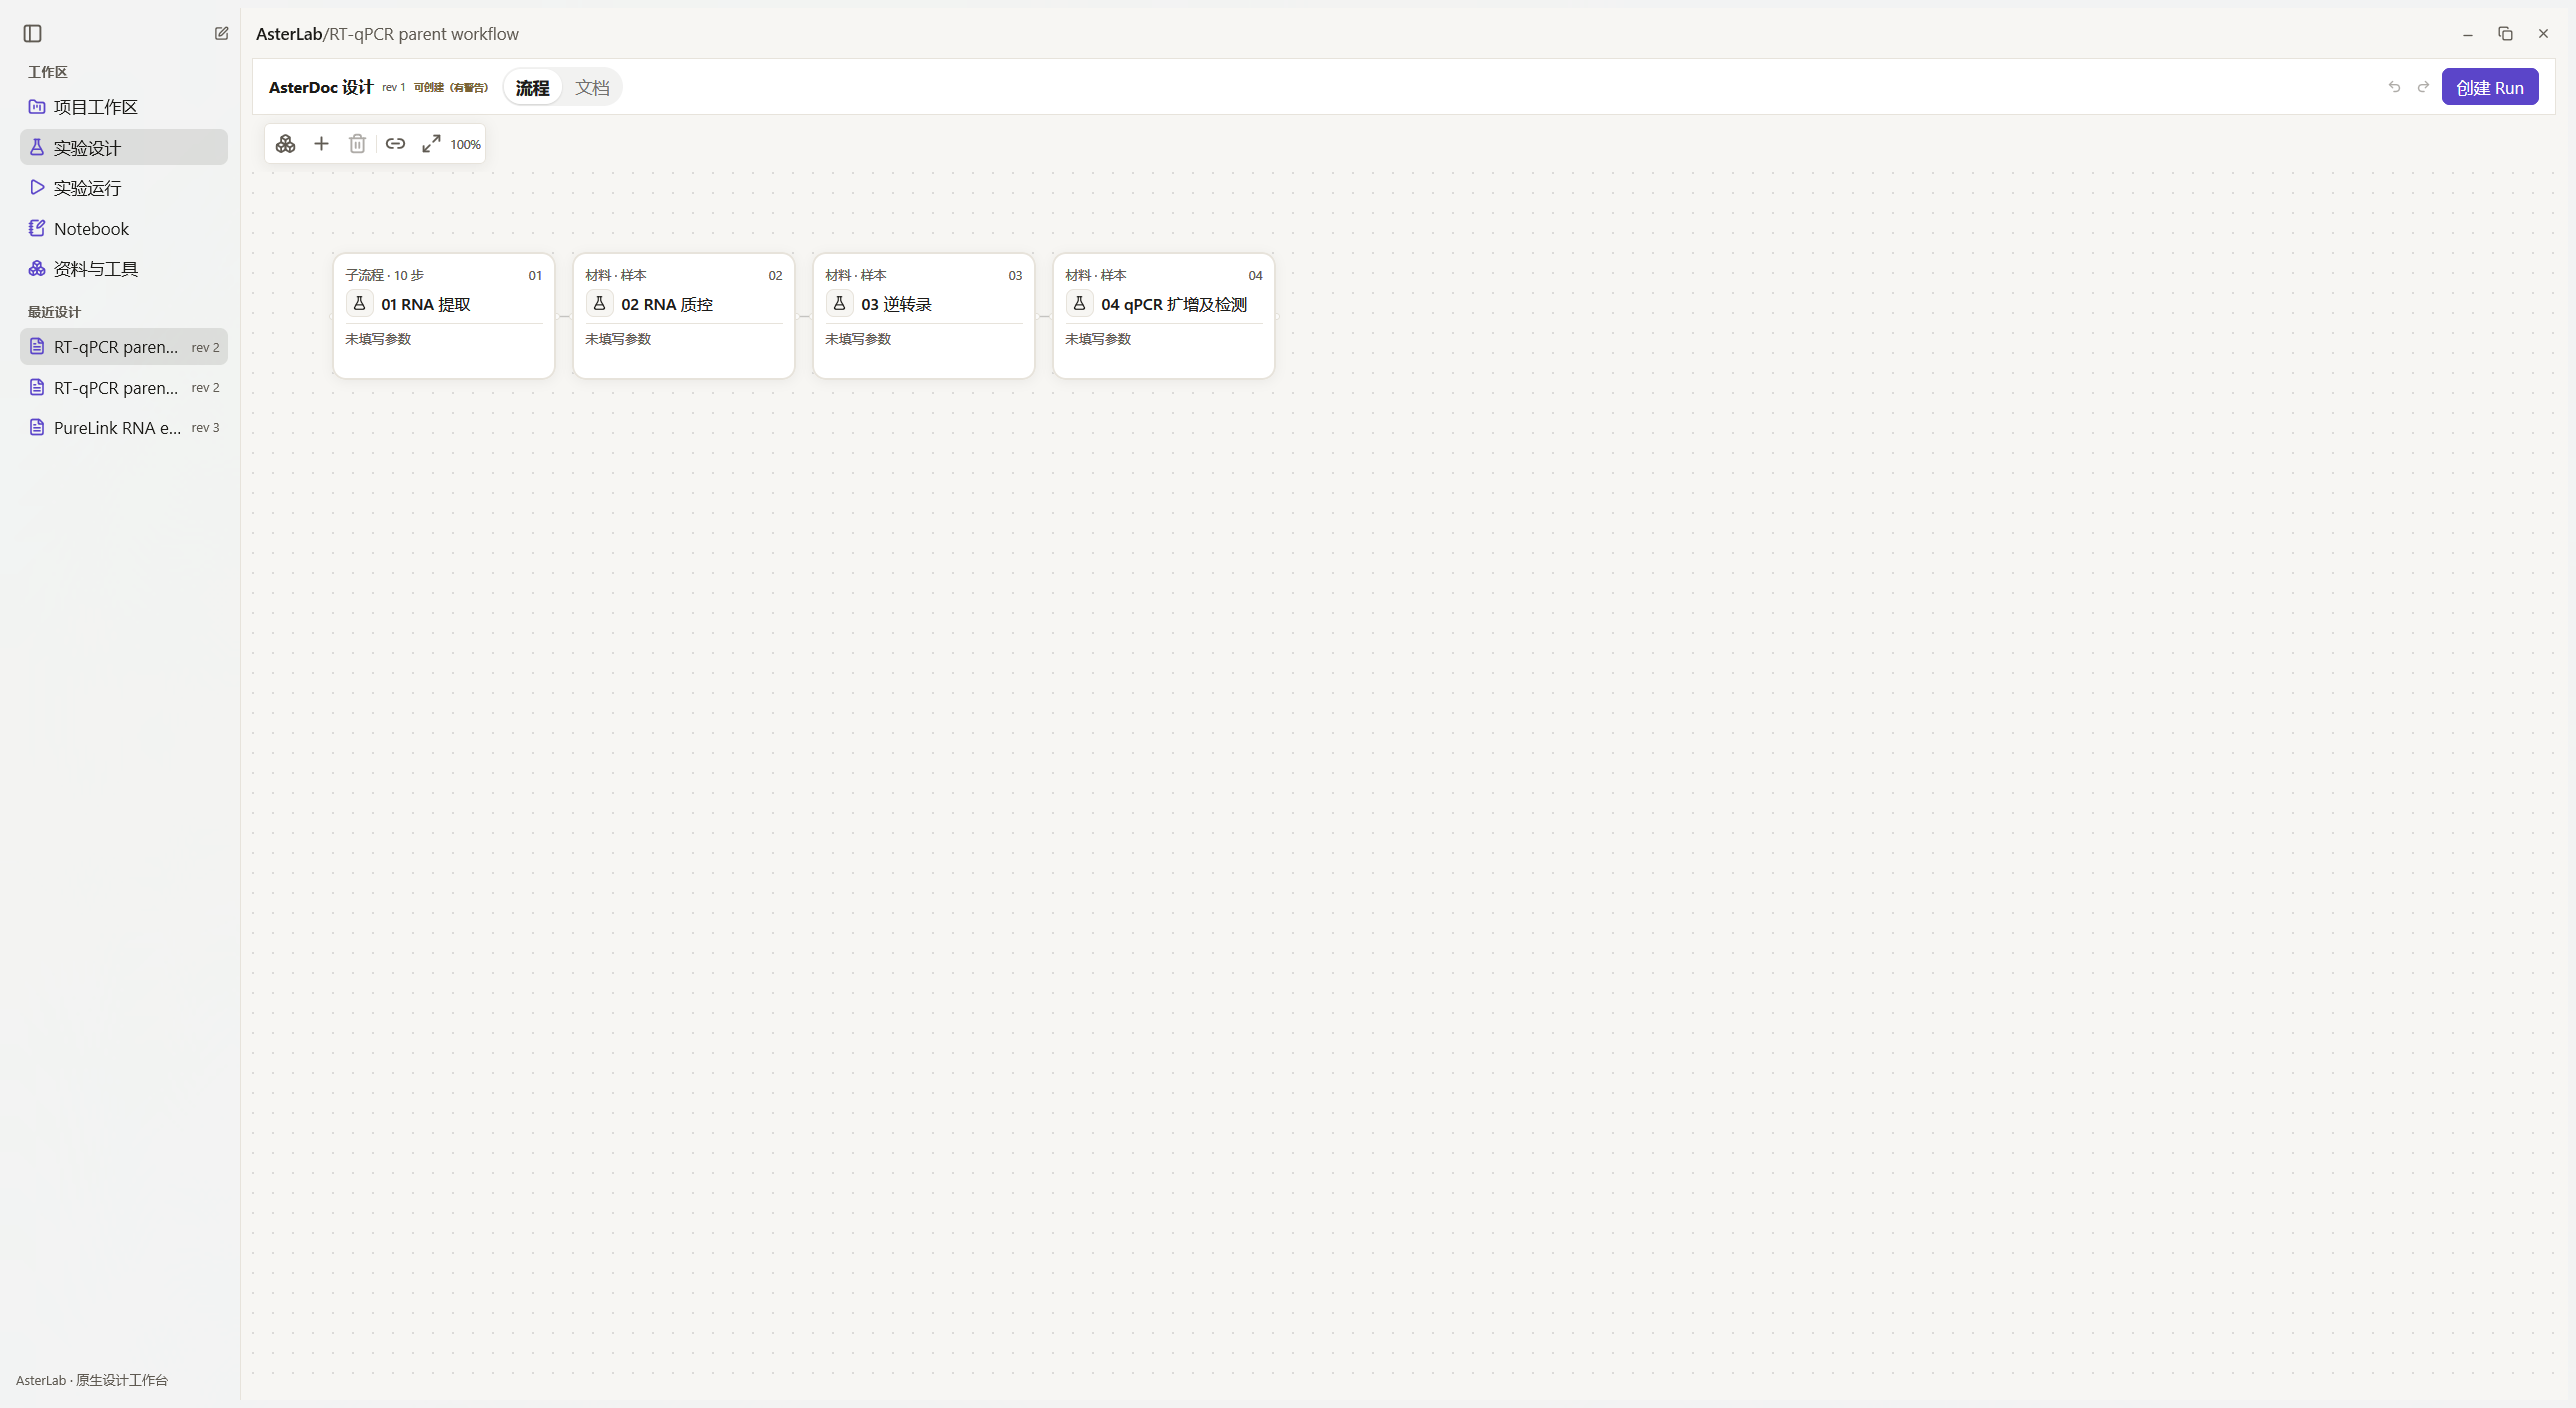 工作区
项目工作区
实验设计
实验运行
Notebook
资料与工具
最近设计
RT-qPCR paren... rev 2
RT-qPCR paren... rev 2
PureLink RNA e... rev 3
AsterLab · 原生设计工作台
AsterLab/RT-qPCR parent workflow
AsterDoc 设计 rev 1 可创建（有警告） 流程 文档
创建 Run
100%
子流程 · 10 步 01
01 RNA 提取
未填写参数
材料 · 样本 02
02 RNA 质控
未填写参数
材料 · 样本 03
03 逆转录
未填写参数
材料 · 样本 04
04 qPCR 扩增及检测
未填写参数